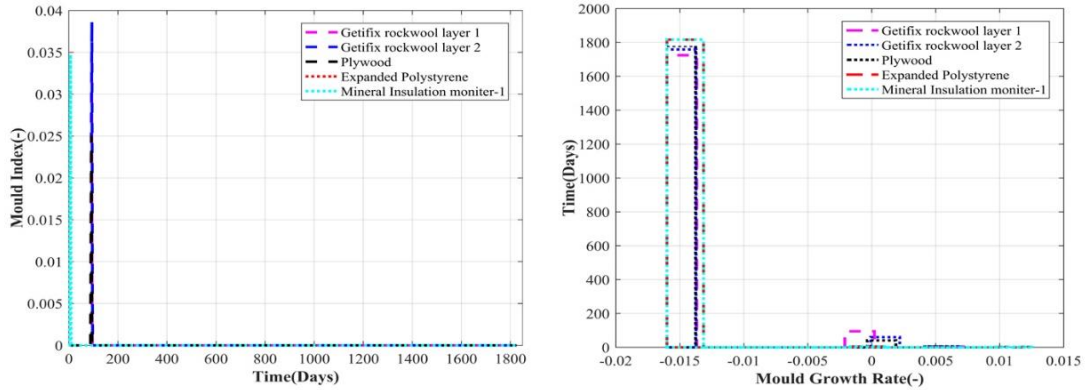 0.04
0.035
0.03
0.025
0.02
0.015
0.01
0.005
0
Mould Index(-)
0 200 400 600 800 1000 1200 1400 1600 1800
Time(Days)
Getifix rockwool layer 1
Getifix rockwool layer 2
Plywood
Expanded Polystyrene
Mineral Insulation moniter-1
2000
1800
1600
1400
1200
1000
800
600
400
200
0
Time(Days)
-0.02 -0.015 -0.01 -0.005 0 0.005 0.01 0.015
Mould Growth Rate(-)
Getifix rockwool layer 1
Getifix rockwool layer 2
Plywood
Expanded Polystyrene
Mineral Insulation moniter-1